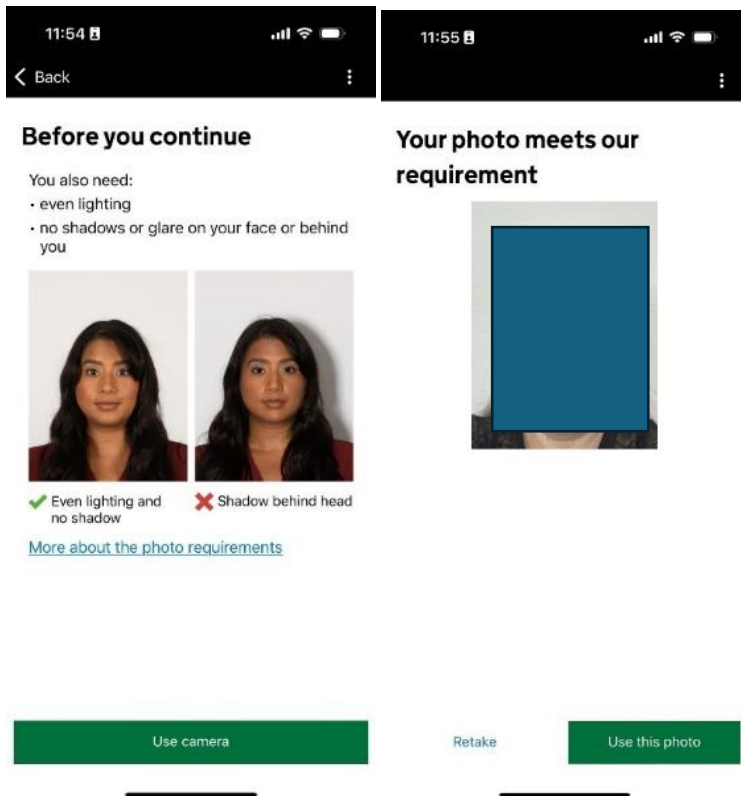 11:54
Back
Before you continue
You also need:
• even lighting
• no shadows or glare on your face or behind
you
Even lighting and
no shadow
Shadow behind head
More about the photo requirements
Use camera
11:55
Your photo meets our
requirement
Retake
Use this photo